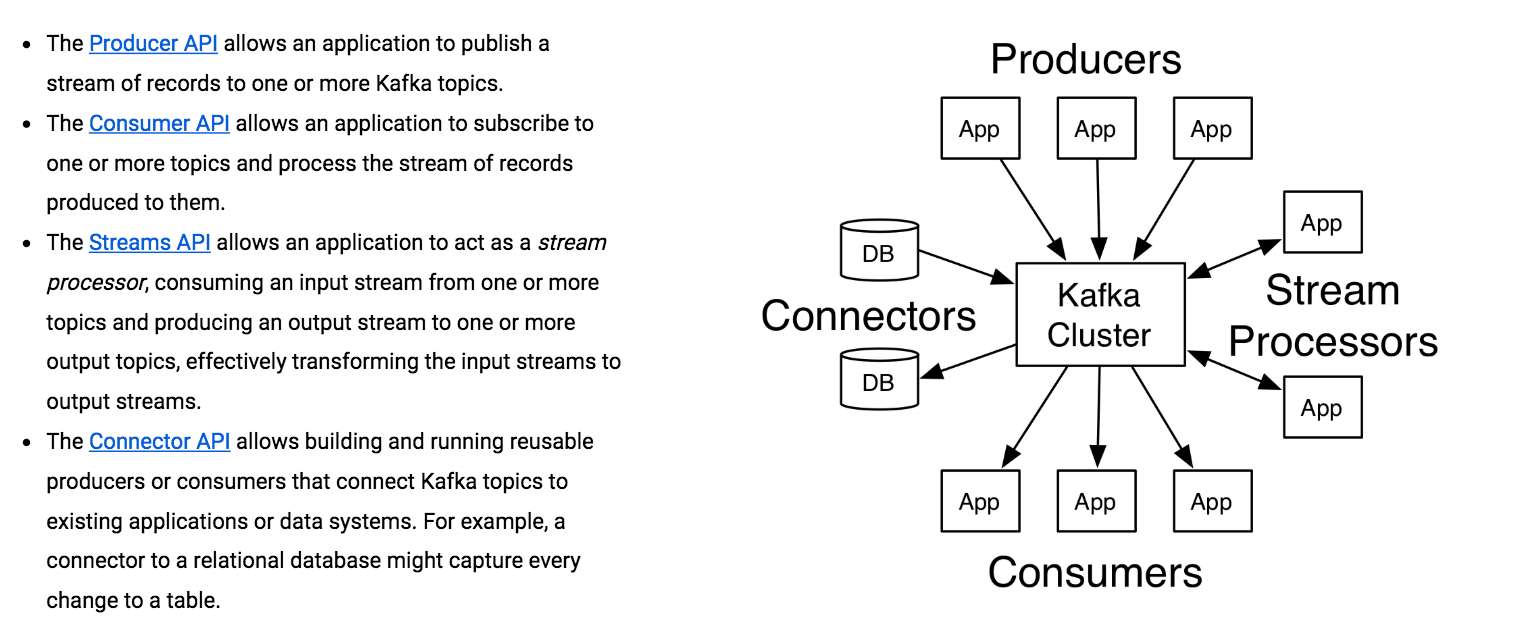 • The Producer API allows an application to publish a
stream of records to one or more Kafka topics.
• The Consumer API allows an application to subscribe to
one or more topics and process the stream of records
produced to them.
• The Streams API allows an application to act as a stream
processor, consuming an input stream from one or more
topics and producing an output stream to one or more
output topics, effectively transforming the input streams to
output streams.
• The Connector API allows building and running reusable
producers or consumers that connect Kafka topics to
existing applications or data systems. For example, a
connector to a relational database might capture every
change to a table.
Producers
App App App
DB
Connectors
DB
Kafka
Cluster
App
Stream
Processors
App
App App App
Consumers